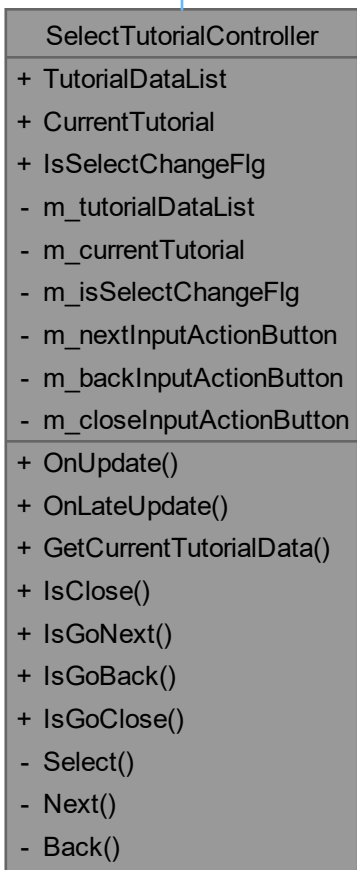 SelectTutorialController
+ TutorialDataList
+ CurrentTutorial
+ IsSelectChangeFlg
- m_tutorialDataList
- m_currentTutorial
- m_isSelectChangeFlg
- m_nextInputActionButton
- m_backInputActionButton
- m_closeInputActionButton
+ OnUpdate()
+ OnLateUpdate()
+ GetCurrentTutorialData()
+ IsClose()
+ IsGoNext()
+ IsGoBack()
+ IsGoClose()
- Select()
- Next()
- Back()